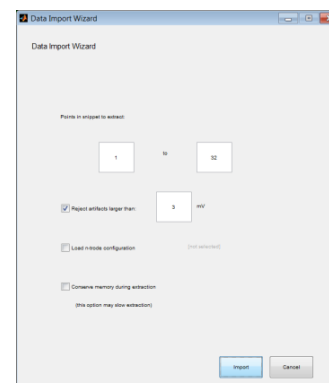 Data Import Wizard
Data Import Wizard
Points in snippet to extract:
1 to 32
Reject artifacts larger than: 3 mV
Load n-trode configuration [not selected]
Conserve memory during extraction
(this option may slow extraction)
Import Cancel